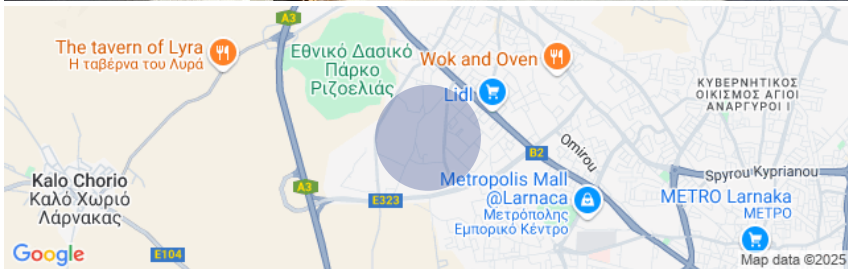 A3
The tavern of Lyra
Η ταβέρνα του Λυρά
Εθνικό Δασικό
Πάρκο
Ριζοελιάς
Wok and Oven
Lidl
ΚΥΒΕΡΝΗΤΙΚΟΣ
ΟΙΚΙΣΜΟΣ ΑΓΙΟΙ
ΑΝΑΡΓΥΡΟΙ Ι
Omirou
B2
Spyrou Kyprianou
Kalo Chorio
Καλό Χωριό
Λάρνακας
A3
E323
Metropolis Mall
@Larnaca
Μετρόπολης
Εμπορικό Κέντρο
METRO Larnaka
ΜΕΤΡΟ
E104
Google
Map data ©2025